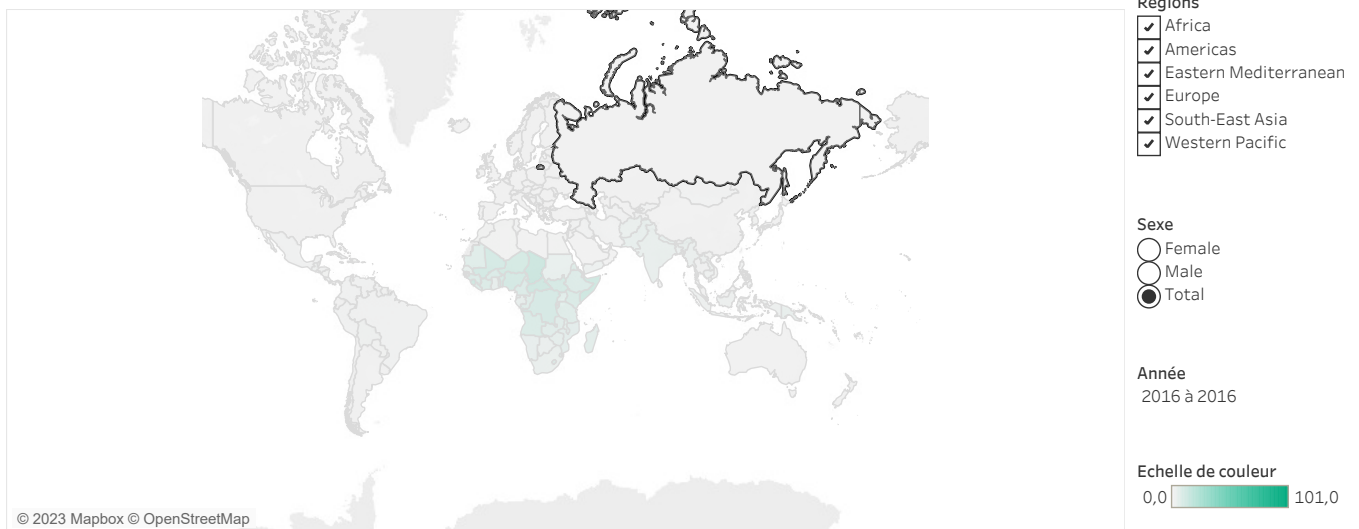 Régions
Africa
Americas
Eastern Mediterranean
Europe
South-East Asia
Western Pacific
Sexe
Female
Male
Total
Année
2016 à 2016
Echelle de couleur
0,0 101,0
© 2023 Mapbox © OpenStreetMap